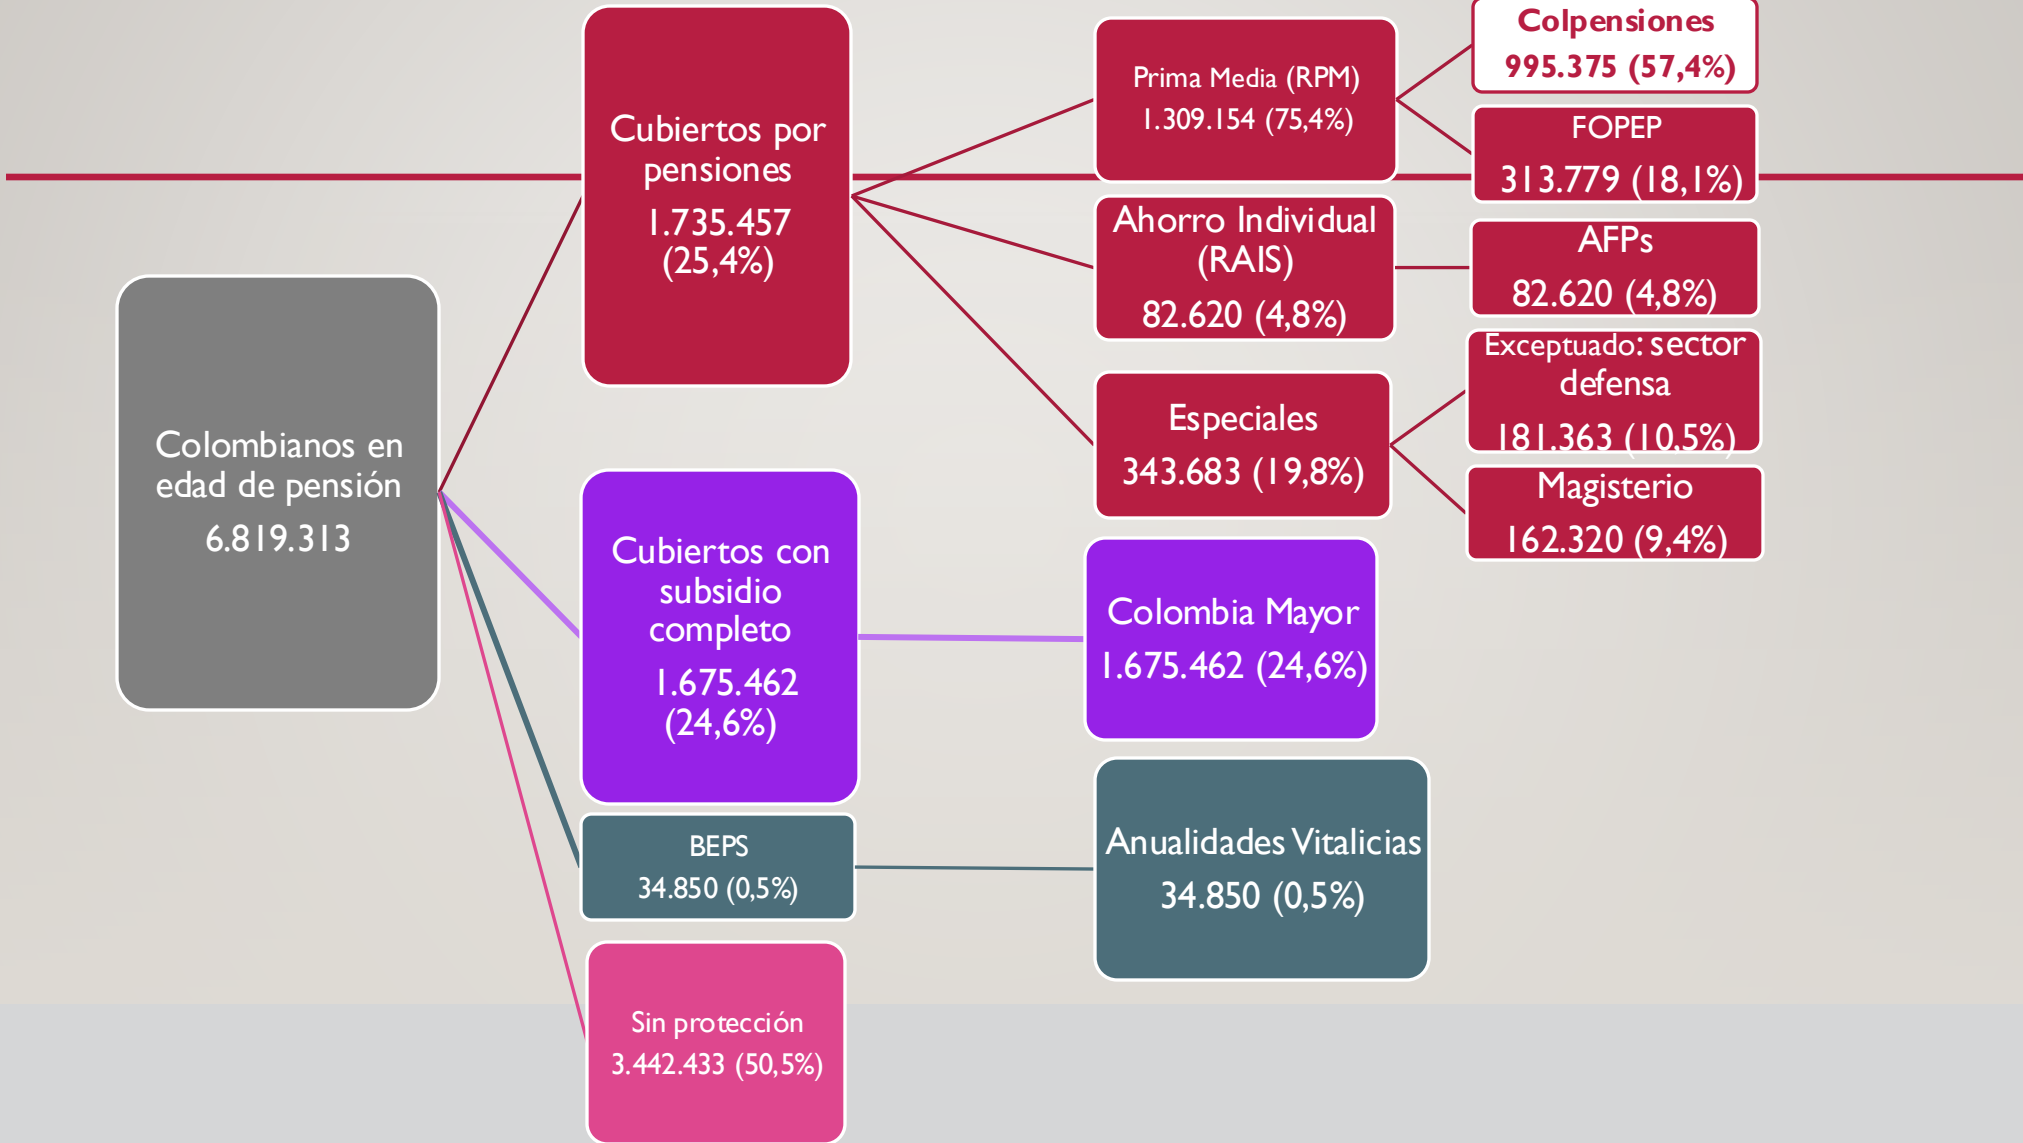 Colombianos en
edad de pensión
6.819.313
Cubiertos por
pensiones
1.735.457
(25,4%)
Prima Media (RPM)
1.309.154 (75,4%)
Colpensiones
995.375 (57,4%)
FOPEP
313.779 (18,1%)
Ahorro Individual
(RAIS)
82.620 (4,8%)
AFPs
82.620 (4,8%)
Especiales
343.683 (19,8%)
Exceptuado: sector
defensa
181.363 (10,5%)
Magisterio
162.320 (9,4%)
Cubiertos con
subsidio
completo
1.675.462
(24,6%)
Colombia Mayor
1.675.462 (24,6%)
BEPS
34.850 (0,5%)
Anualidades Vitalicias
34.850 (0,5%)
Sin protección
3.442.433 (50,5%)